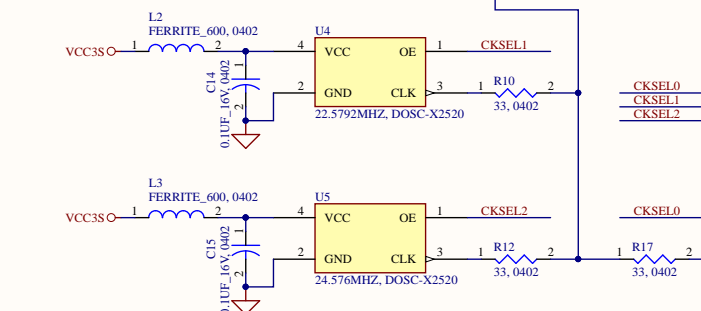 L2
FERRITE_600, 0402
VCC3S
1
2
C14
0.1UF_16V, 0402
1
2
U4
4
VCC
OE
1
CKSEL1
2
GND
CLK
3
22.5792MHZ, DOSC-X2520
1
R10
2
33, 0402
CKSEL0
CKSEL1
CKSEL2
L3
FERRITE_600, 0402
VCC3S
1
2
C15
0.1UF_16V, 0402
1
2
U5
4
VCC
OE
1
CKSEL2
CKSEL0
2
GND
CLK
3
24.576MHZ, DOSC-X2520
1
R12
2
33, 0402
1
R17
2
33, 0402